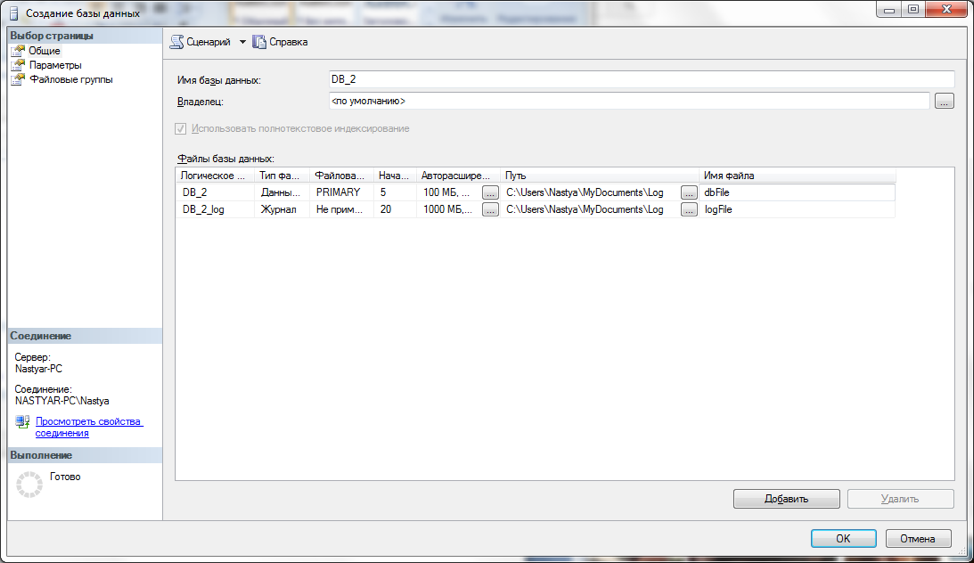 Создание базы данных
Выбор страницы
Общие
Параметры
Файловые группы
Сценарий
Справка
Имя базы данных:
DB_2
Владелец:
<по умолчанию>
...
Использовать полнотекстовое индексирование
Файлы базы данных:
Логическое ... Тип фа... Файлова... Нача... Авторасшире... Путь Имя файла
DB_2 Данны... PRIMARY 5 100 МБ, ... ... C:\Users\Nastya\MyDocuments\Log ... dbFile
DB_2_log Журнал Не прим... 20 1000 МБ,... ... C:\Users\Nastya\MyDocuments\Log ... logFile
Соединение
Сервер:
Nastyar-PC
Соединение:
NASTYAR-PC\Nastya
Просмотреть свойства
соединения
Выполнение
Готово
Добавить
Удалить
OK
Отмена